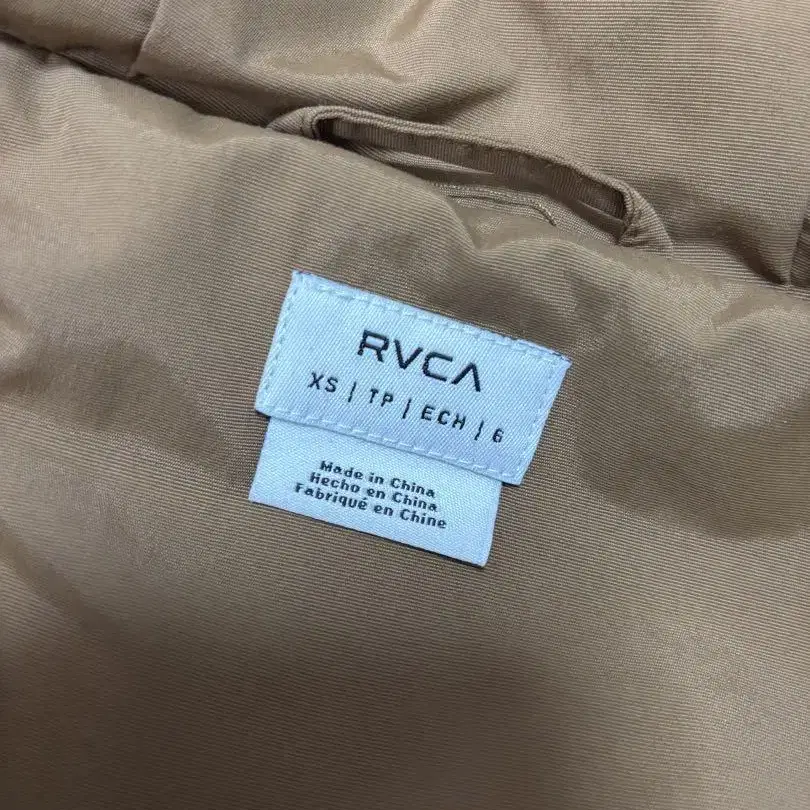 RVCA
XS | TP | ECH | 6
Made in China
Hecho en China
Fabriqué en Chine